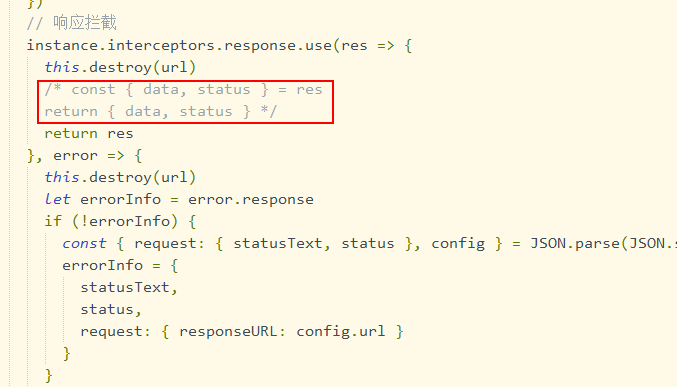 })
// 响应拦截
instance.interceptors.response.use(res => {
this.destroy(url)
/* const { data, status } = res
return { data, status } */
return res
}, error => {
this.destroy(url)
let errorInfo = error.response
if (!errorInfo) {
const { request: { statusText, status }, config } = JSON.parse(JSON.s
errorInfo = {
statusText,
status,
request: { responseURL: config.url }
}
}